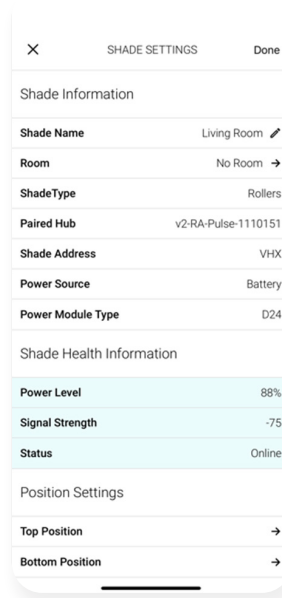 SHADE SETTINGS Done
Shade Information
Shade Name Living Room
Room No Room
ShadeType Rollers
Paired Hub v2-RA-Pulse-1110151
Shade Address VHX
Power Source Battery
Power Module Type D24
Shade Health Information
Power Level 88%
Signal Strength -75
Status Online
Position Settings
Top Position
Bottom Position